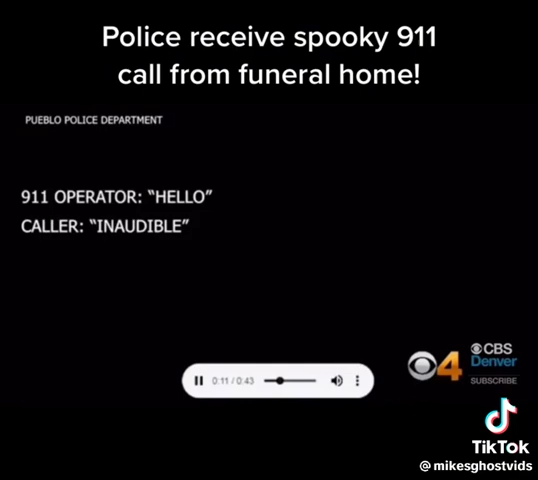 Police receive spooky 911
call from funeral home!
PUEBLO POLICE DEPARTMENT
911 OPERATOR: “HELLO”
CALLER: “INAUDIBLE”
0:11 / 0:43
4
CBS
Denver
SUBSCRIBE
TikTok
@ mikesghostvids